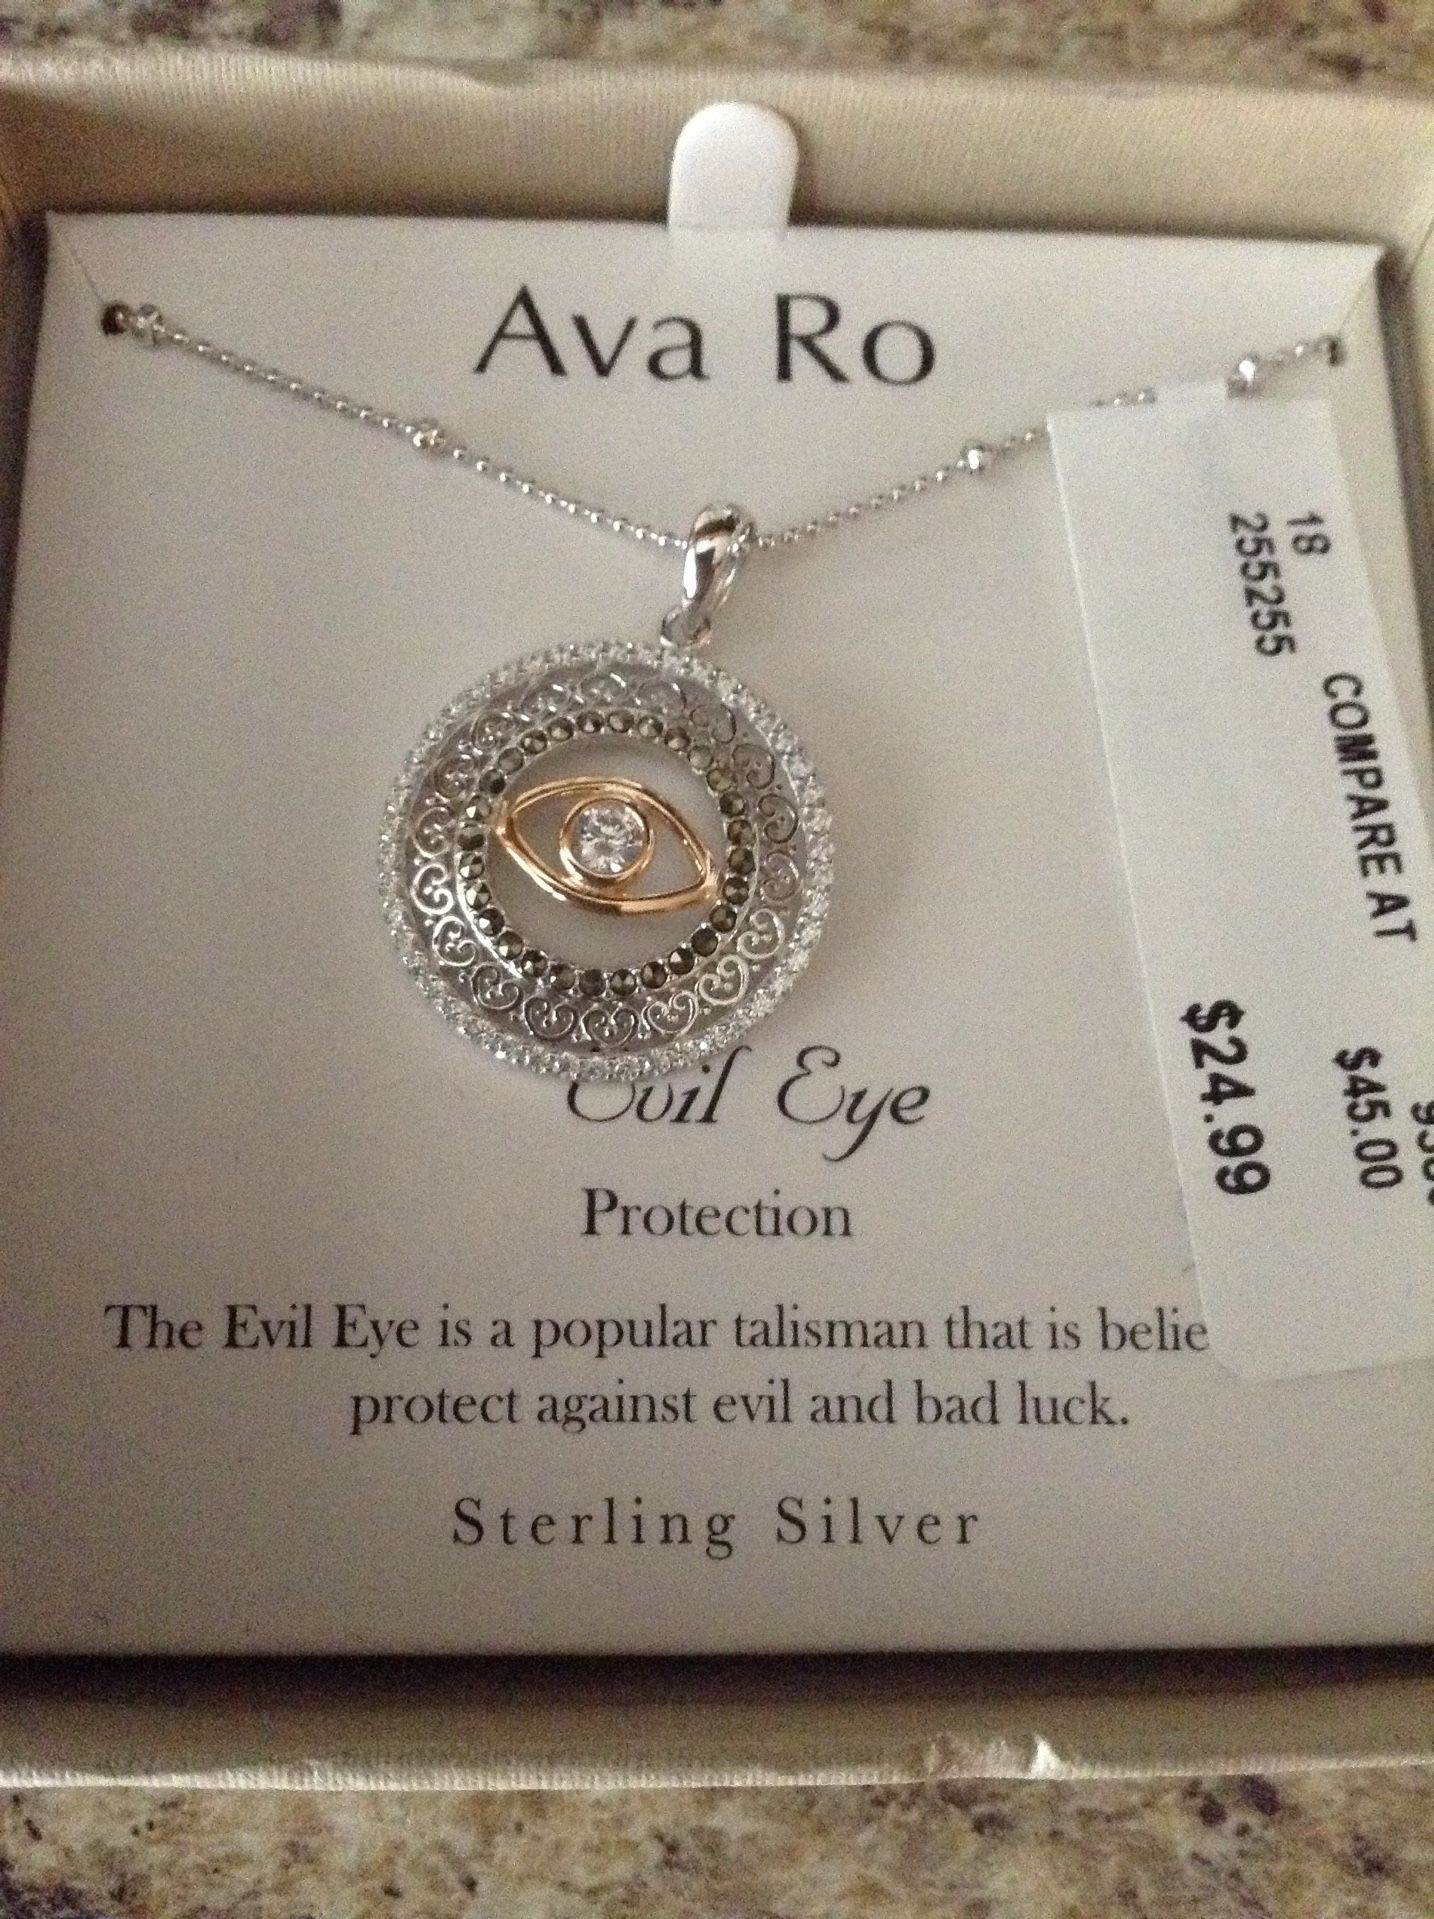 Ava Ro
18
255255
COMPARE AT
$24.99
$45.00
Evil Eye
Protection
The Evil Eye is a popular talisman that is belie
protect against evil and bad luck.
Sterling Silver